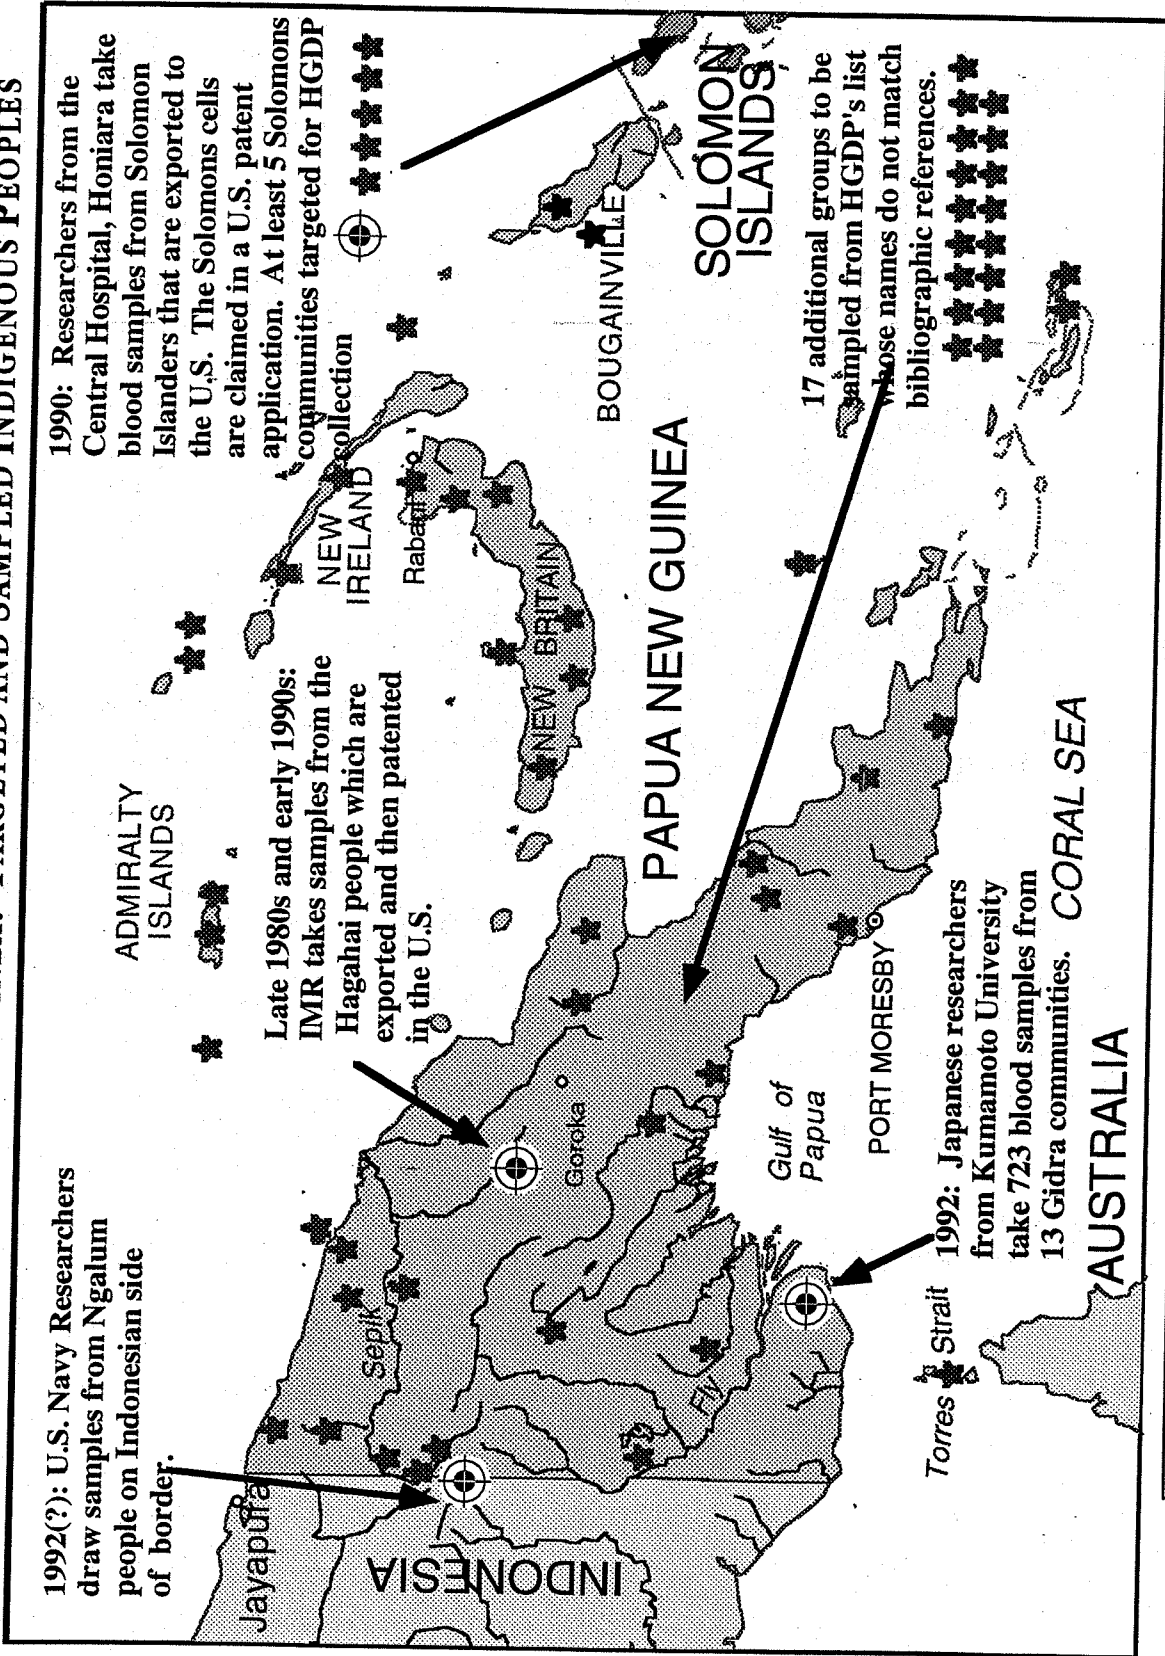 TARGETED AND SAMPLED INDIGENOUS PEOPLES
1992(?): U.S. Navy Researchers
draw samples from Ngalum
people on Indonesian side
of border.
ADMIRALTY
ISLANDS
1990: Researchers from the
Central Hospital, Honiara take
blood samples from Solomon
Islanders that are exported to
the U.S. The Solomons cells
are claimed in a U.S. patent
application. At least 5 Solomons
communities targeted for HGDP
collection
Late 1980s and early 1990s:
IMR takes samples from the
Hagahai people which are
exported and then patented
in the U.S.
NEW
IRELAND
Rabaul
Jayapura
Sepik
INDONESIA
NEW BRITAIN
BOUGAINVILLE
SOLOMON
ISLANDS
Goroka
PAPUA NEW GUINEA
Fly
Gulf of
Papua
17 additional groups to be
sampled from HGDP's list
whose names do not match
bibliographic references.
PORT MORESBY
Torres Strait
1992: Japanese researchers
from Kumamoto University
take 723 blood samples from
13 Gidra communities.
CORAL SEA
AUSTRALIA